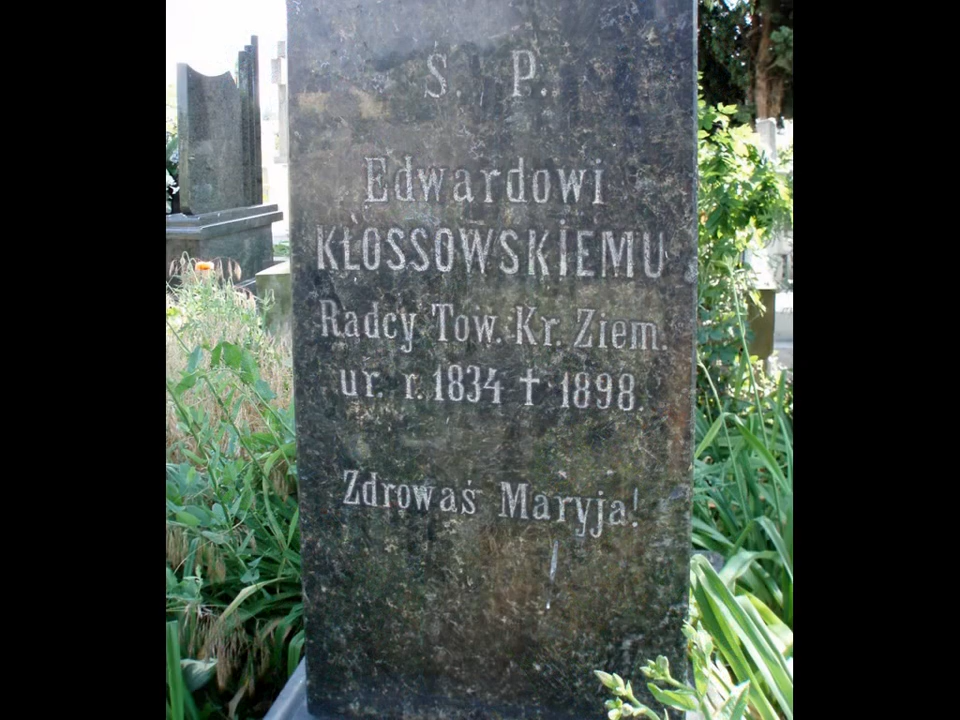 Ś. P.
Edwardowi
KŁOSSOWSKIEMU
Radcy Tow. Kr. Ziem.
ur. r. 1834 † 1898.
Zdrowaś Maryja!